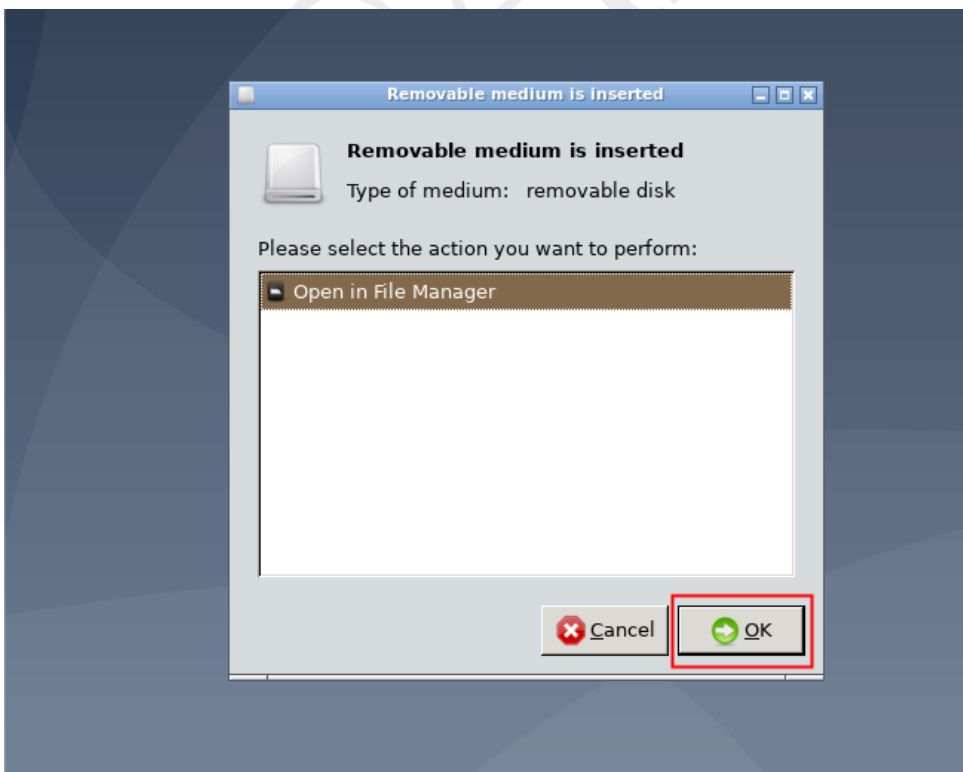 Removable medium is inserted
Removable medium is inserted
Type of medium: removable disk
Please select the action you want to perform:
Open in File Manager
Cancel
OK